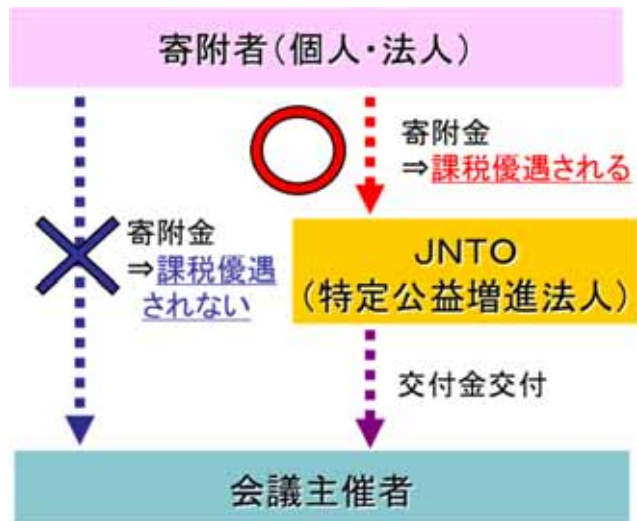 寄附者(個人・法人)
寄附金
⇒課税優遇される
寄附金
⇒課税優遇
されない
JNTO
(特定公益増進法人)
交付金交付
会議主催者